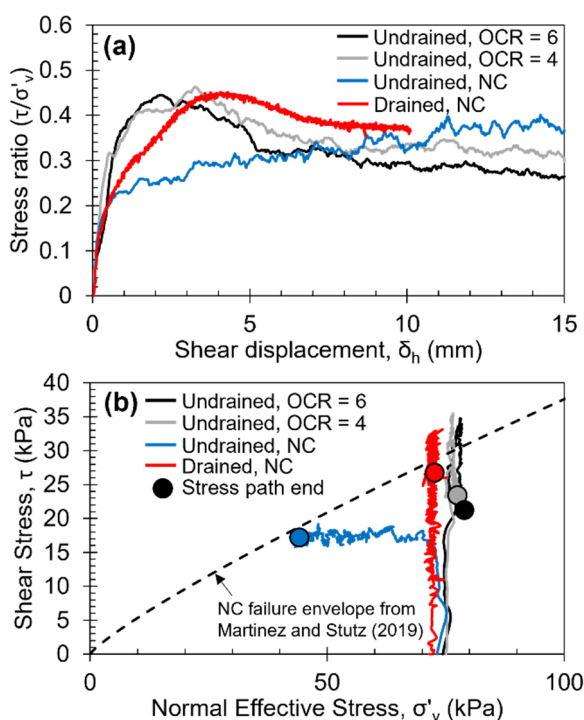 (a)
Undrained, OCR = 6
Undrained, OCR = 4
Undrained, NC
Drained, NC
Stress ratio (τ/σ'v)
0.6
0.5
0.4
0.3
0.2
0.1
0
0 5 10 15
Shear displacement, δh (mm)
(b)
Undrained, OCR = 6
Undrained, OCR = 4
Undrained, NC
Drained, NC
Stress path end
Shear Stress, τ (kPa)
40
35
30
25
20
15
10
5
0
NC failure envelope from
Martinez and Stutz (2019)
0 50 100
Normal Effective Stress, σ'v (kPa)